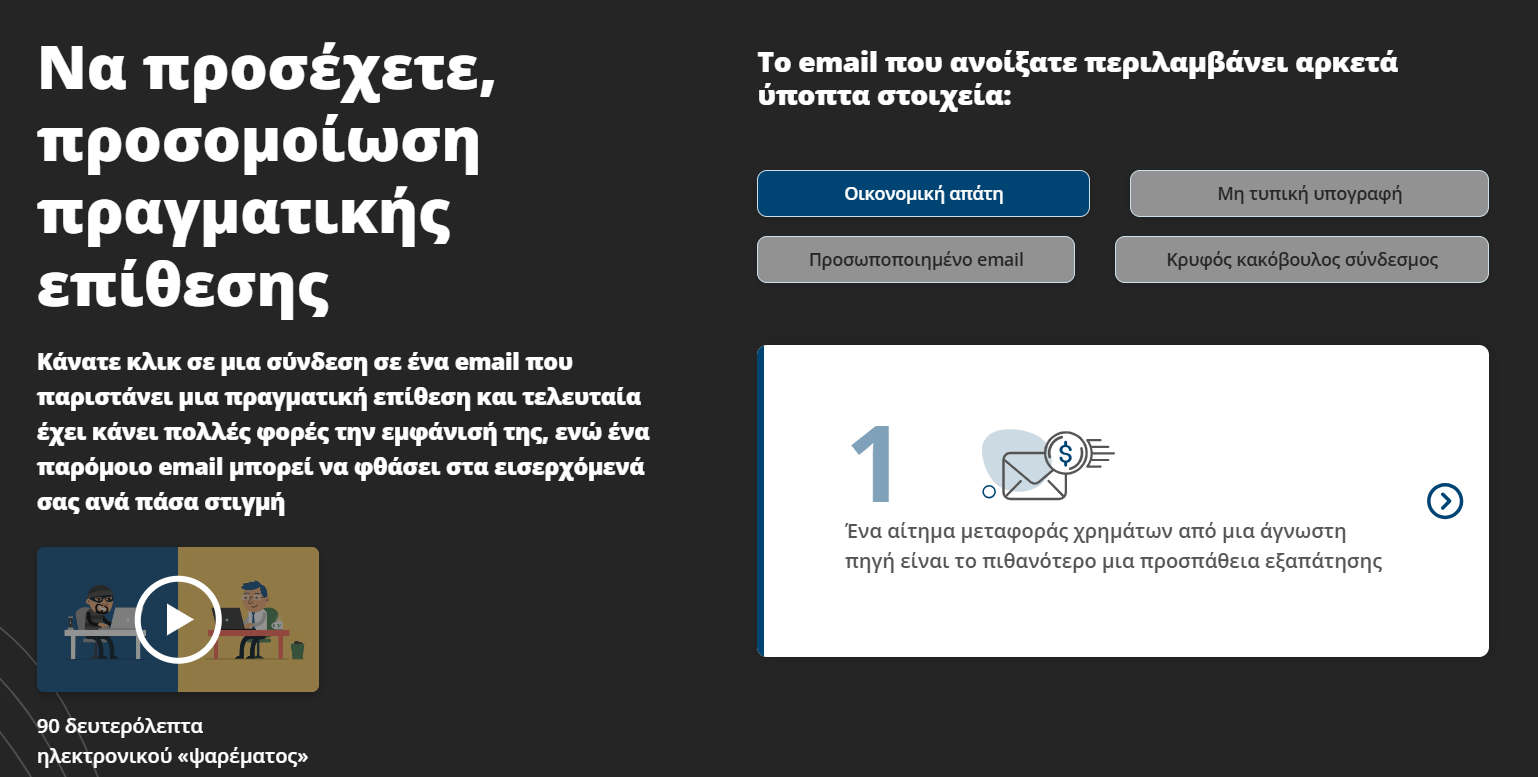 Να προσέχετε,
προσομοίωση
πραγματικής
επίθεσης
Κάνατε κλικ σε μια σύνδεση σε ένα email που
παριστάνει μια πραγματική επίθεση και τελευταία
έχει κάνει πολλές φορές την εμφάνισή της, ενώ ένα
παρόμοιο email μπορεί να φθάσει στα εισερχόμενά
σας ανά πάσα στιγμή
90 δευτερόλεπτα
ηλεκτρονικού «ψαρέματος»
Το email που ανοίξατε περιλαμβάνει αρκετά
ύποπτα στοιχεία:
Οικονομική απάτη
Μη τυπική υπογραφή
Προσωποποιημένο email
Κρυφός κακόβουλος σύνδεσμος
1
$
Ένα αίτημα μεταφοράς χρημάτων από μια άγνωστη
πηγή είναι το πιθανότερο μια προσπάθεια εξαπάτησης